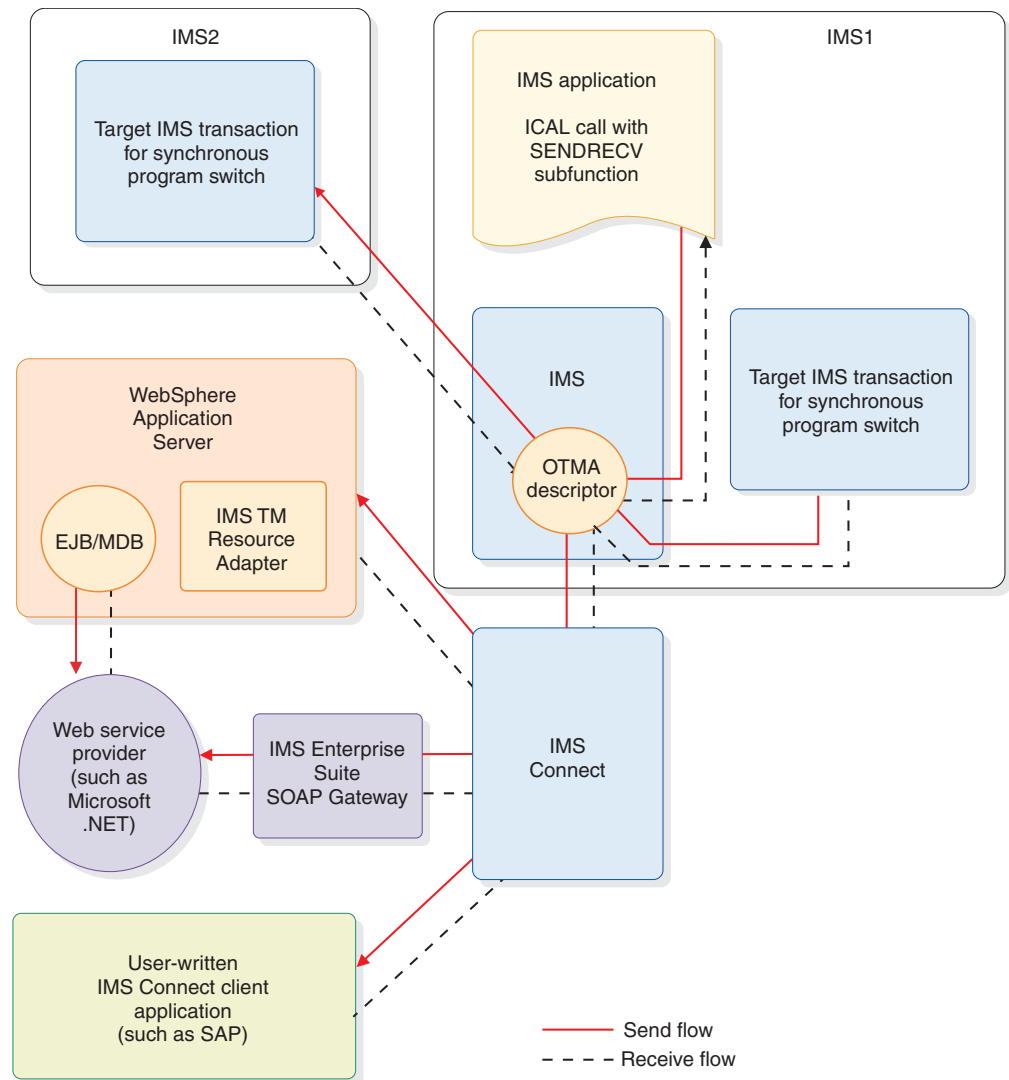 IMS2
Target IMS transaction
for synchronous
program switch
IMS1
IMS application
ICAL call with
SENDRECV
subfunction
IMS
OTMA
descriptor
Target IMS transaction
for synchronous
program switch
WebSphere
Application
Server
EJB/MDB
IMS TM
Resource
Adapter
Web service
provider
(such as
Microsoft
.NET)
IMS Enterprise
Suite
SOAP Gateway
IMS
Connect
User-written
IMS Connect client
application
(such as SAP)
Send flow
Receive flow